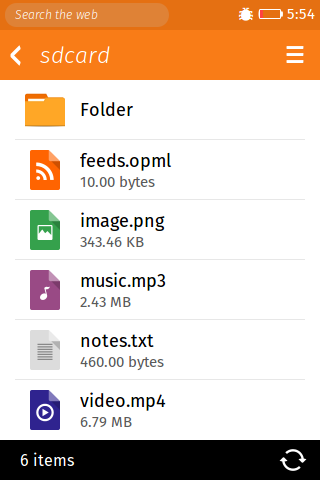 Search the web
5:54
sdcard
Folder
feeds.opml
10.00 bytes
image.png
343.46 KB
music.mp3
2.43 MB
notes.txt
460.00 bytes
video.mp4
6.79 MB
6 items